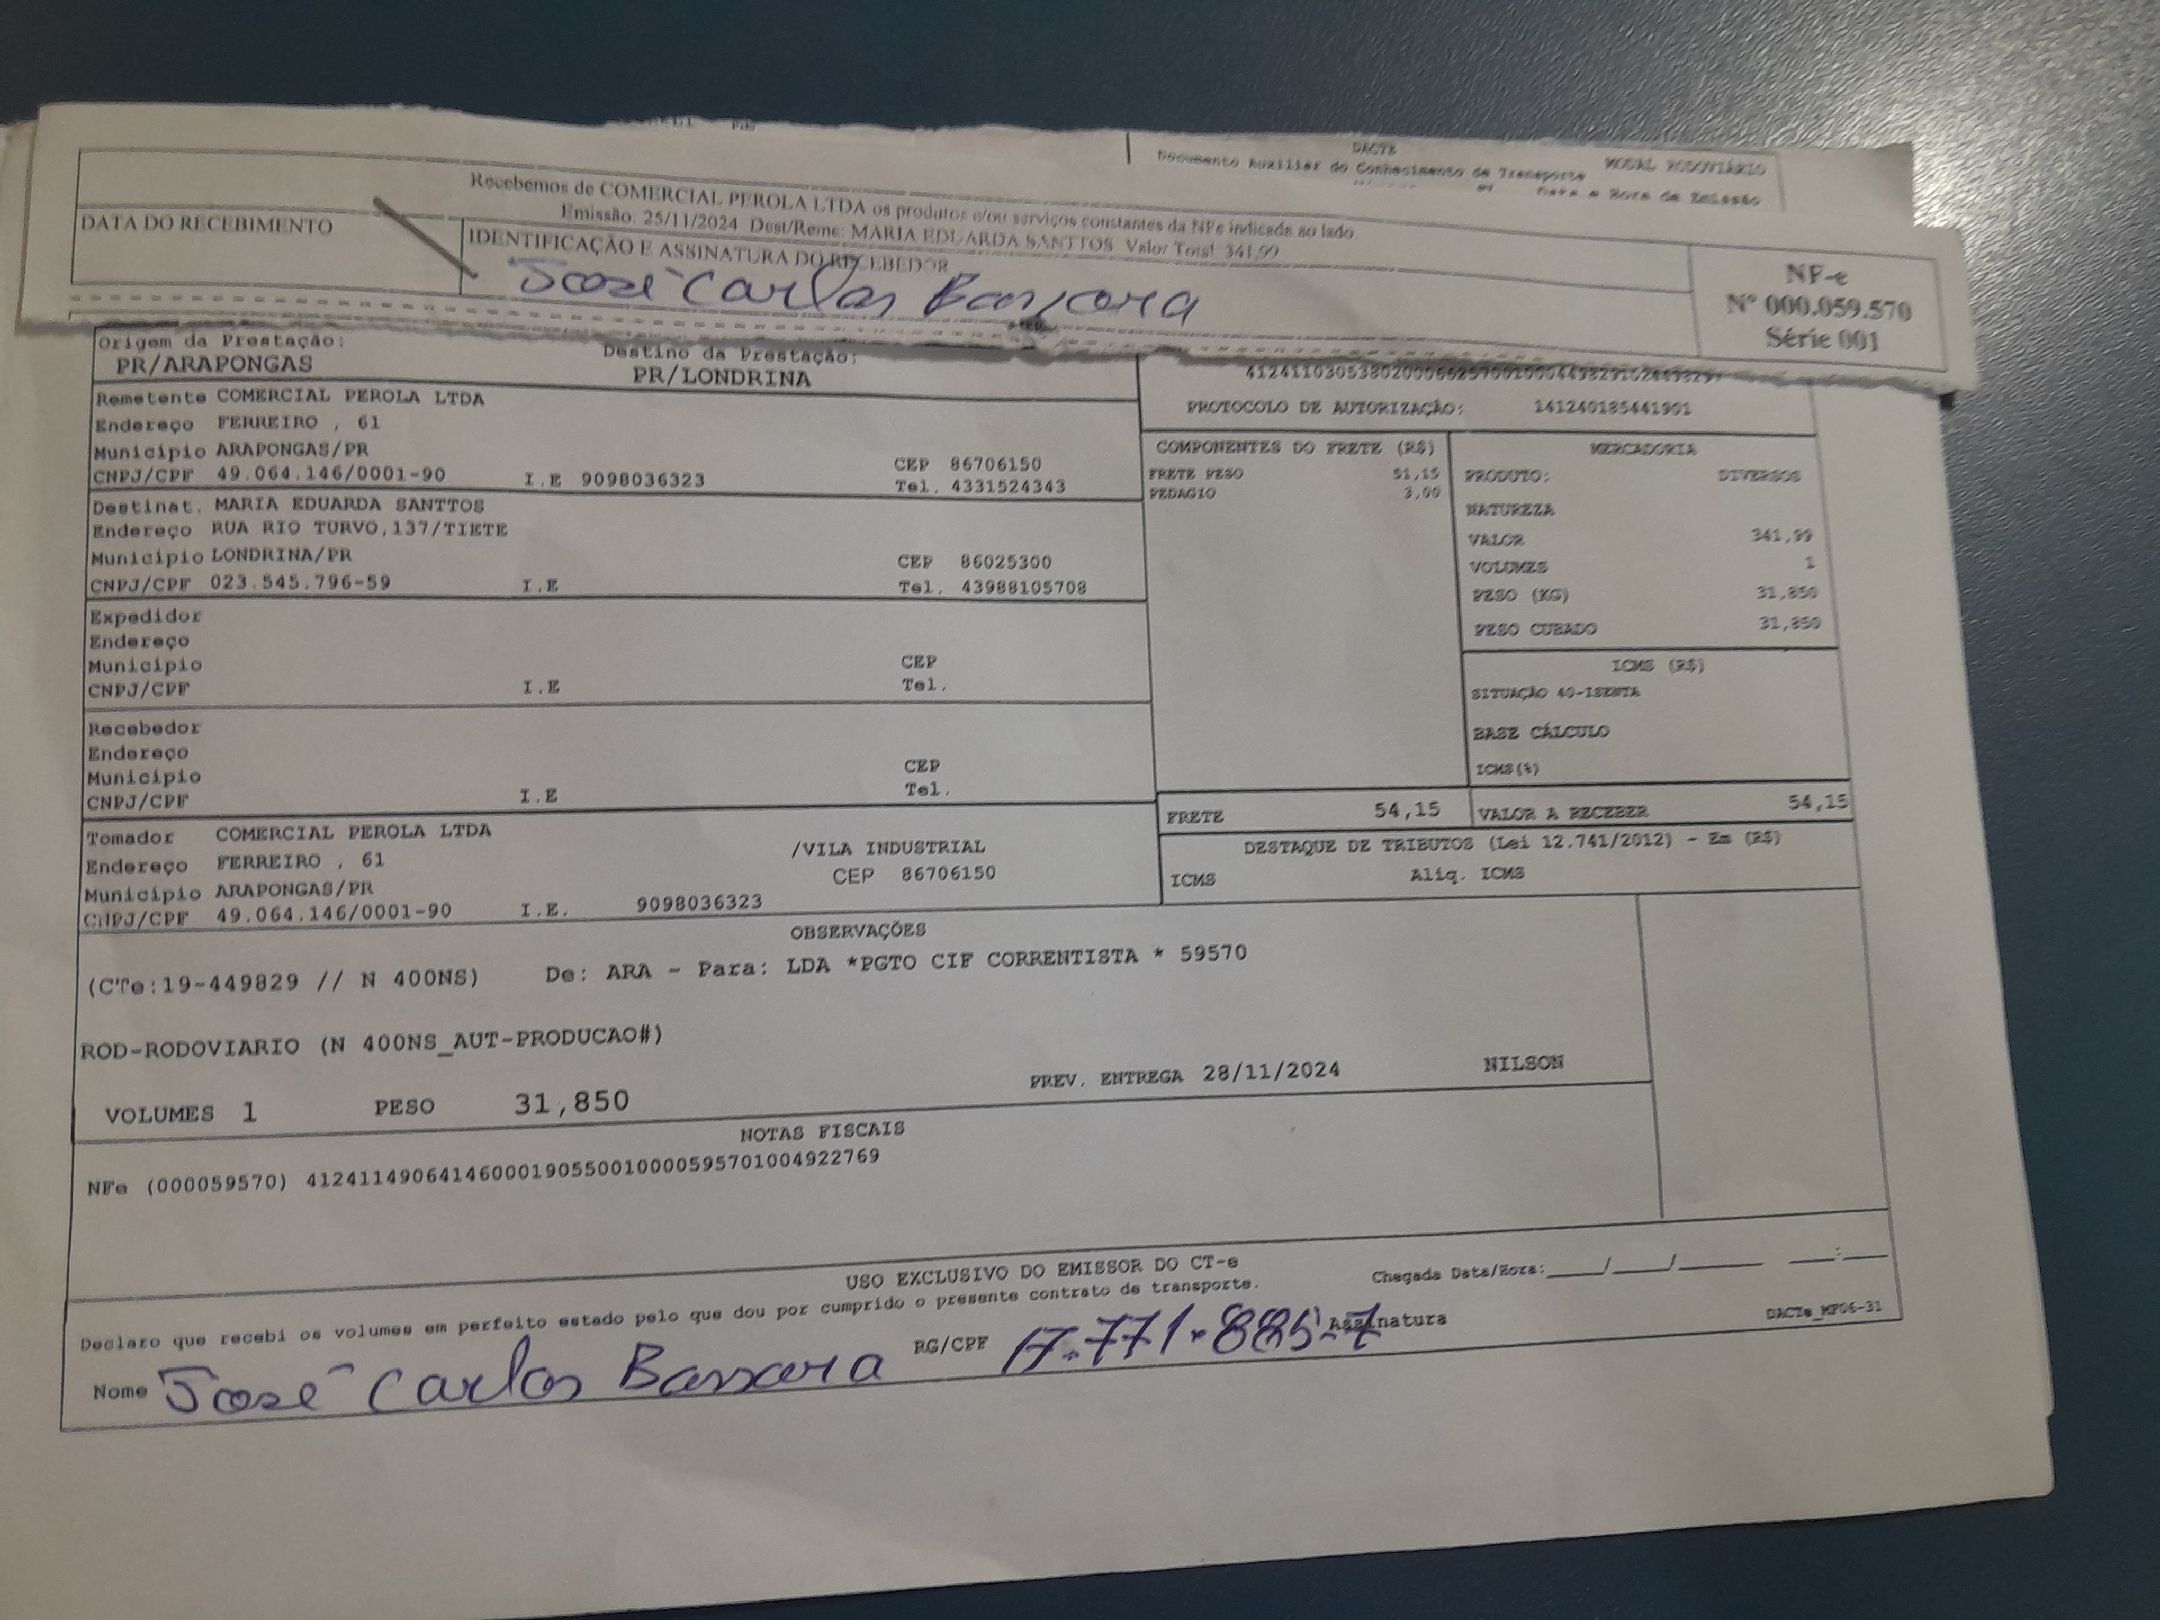 DACTE
Documento Auxiliar do Conhecimento de Transporte
MODAL RODOVIÁRIO
Data e Hora de Emissão
Recebemos de COMERCIAL PEROLA LTDA os produtos e/ou serviços constantes da NFe indicada ao lado.
Emissão: 25/11/2024 Dest/Reme: MARIA EDUARDA SANTTOS Valor Total: 341,99
DATA DO RECEBIMENTO
IDENTIFICAÇÃO E ASSINATURA DO RECEBEDOR
José Carlos Bassora
NF-e
Nº 000.059.570
Série 001
Origem da Prestação:
PR/ARAPONGAS
Destino da Prestação:
PR/LONDRINA
PROTOCOLO DE AUTORIZAÇÃO: 141240185441901
Remetente COMERCIAL PEROLA LTDA
Endereço FERREIRO , 61
Município ARAPONGAS/PR CEP 86706150
CNPJ/CPF 49.064.146/0001-90 I.E 9098036323 Tel. 4331524343
Destinat. MARIA EDUARDA SANTTOS
Endereço RUA RIO TURVO,137/TIETE
Município LONDRINA/PR CEP 86025300
CNPJ/CPF 023.545.796-59 I.E Tel. 43988105708
Expedidor
Endereço
Município CEP
CNPJ/CPF I.E Tel.
Recebedor
Endereço
Município CEP
CNPJ/CPF I.E Tel.
Tomador COMERCIAL PEROLA LTDA
Endereço FERREIRO , 61 /VILA INDUSTRIAL
Município ARAPONGAS/PR CEP 86706150
CNPJ/CPF 49.064.146/0001-90 I.E. 9098036323
COMPONENTES DO FRETE (R$)
FRETE PESO 51,15
PEDAGIO 3,00
MERCADORIA
PRODUTO: DIVERSOS
NATUREZA
VALOR 341,99
VOLUMES 1
PESO (KG) 31,850
PESO CUBADO 31,850
ICMS (R$)
SITUAÇÃO 40-ISENTA
BASE CÁLCULO
ICMS(%)
FRETE 54,15
VALOR A RECEBER 54,15
DESTAQUE DE TRIBUTOS (Lei 12.741/2012) - Em (R$)
ICMS Aliq. ICMS
OBSERVAÇÕES
(CTe:19-449829 // N 400NS) De: ARA - Para: LDA *PGTO CIF CORRENTISTA * 59570
ROD-RODOVIARIO (N 400NS_AUT-PRODUCAO#)
PREV. ENTREGA 28/11/2024 NILSON
VOLUMES 1 PESO 31,850
NOTAS FISCAIS
NFe (000059570) 41241149064146000190550010000595701004922769
USO EXCLUSIVO DO EMISSOR DO CT-e
Declaro que recebi os volumes em perfeito estado pelo que dou por cumprido o presente contrato de transporte.
Chegada Data/Hora:____/____/______ ___:___
Nome José Carlos Bassora RG/CPF 17.771.885-7 Assinatura
DACTe_MF06-31